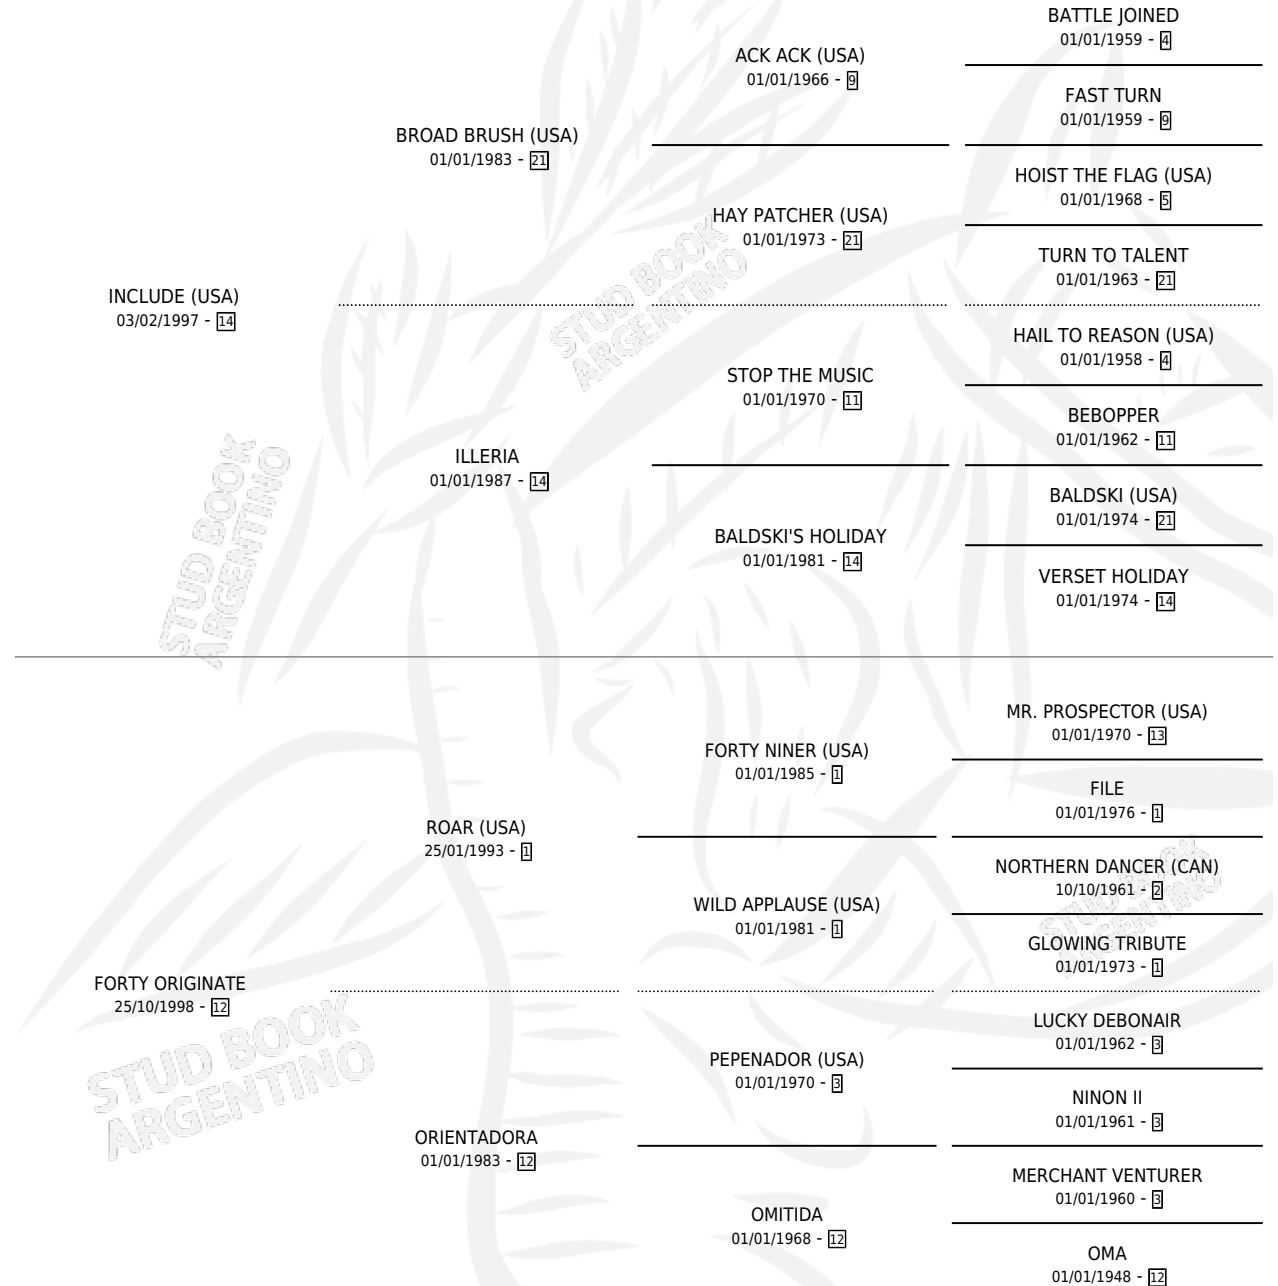 BATTLE JOINED
01/01/1959 - 4
ACK ACK (USA)
01/01/1966 - 9
FAST TURN
01/01/1959 - 9
BROAD BRUSH (USA)
01/01/1983 - 21
HOIST THE FLAG (USA)
01/01/1968 - 5
HAY PATCHER (USA)
01/01/1973 - 21
TURN TO TALENT
01/01/1963 - 21
INCLUDE (USA)
03/02/1997 - 14
HAIL TO REASON (USA)
01/01/1958 - 4
STOP THE MUSIC
01/01/1970 - 11
BEBOPPER
01/01/1962 - 11
ILLERIA
01/01/1987 - 14
BALDSKI (USA)
01/01/1974 - 21
BALDSKI'S HOLIDAY
01/01/1981 - 14
VERSET HOLIDAY
01/01/1974 - 14
MR. PROSPECTOR (USA)
01/01/1970 - 13
FORTY NINER (USA)
01/01/1985 - 1
FILE
01/01/1976 - 1
ROAR (USA)
25/01/1993 - 1
NORTHERN DANCER (CAN)
10/10/1961 - 2
WILD APPLAUSE (USA)
01/01/1981 - 1
GLOWING TRIBUTE
01/01/1973 - 1
FORTY ORIGINATE
25/10/1998 - 12
LUCKY DEBONAIR
01/01/1962 - 3
PEPENADOR (USA)
01/01/1970 - 3
NINON II
01/01/1961 - 3
ORIENTADORA
01/01/1983 - 12
MERCHANT VENTURER
01/01/1960 - 3
OMITIDA
01/01/1968 - 12
OMA
01/01/1948 - 12
STUD BOOK
ARGENTINO
STUD BOOK
ARGENTINO
STUD BOOK
ARGENTINO
STUD BOOK
ARGENTINO